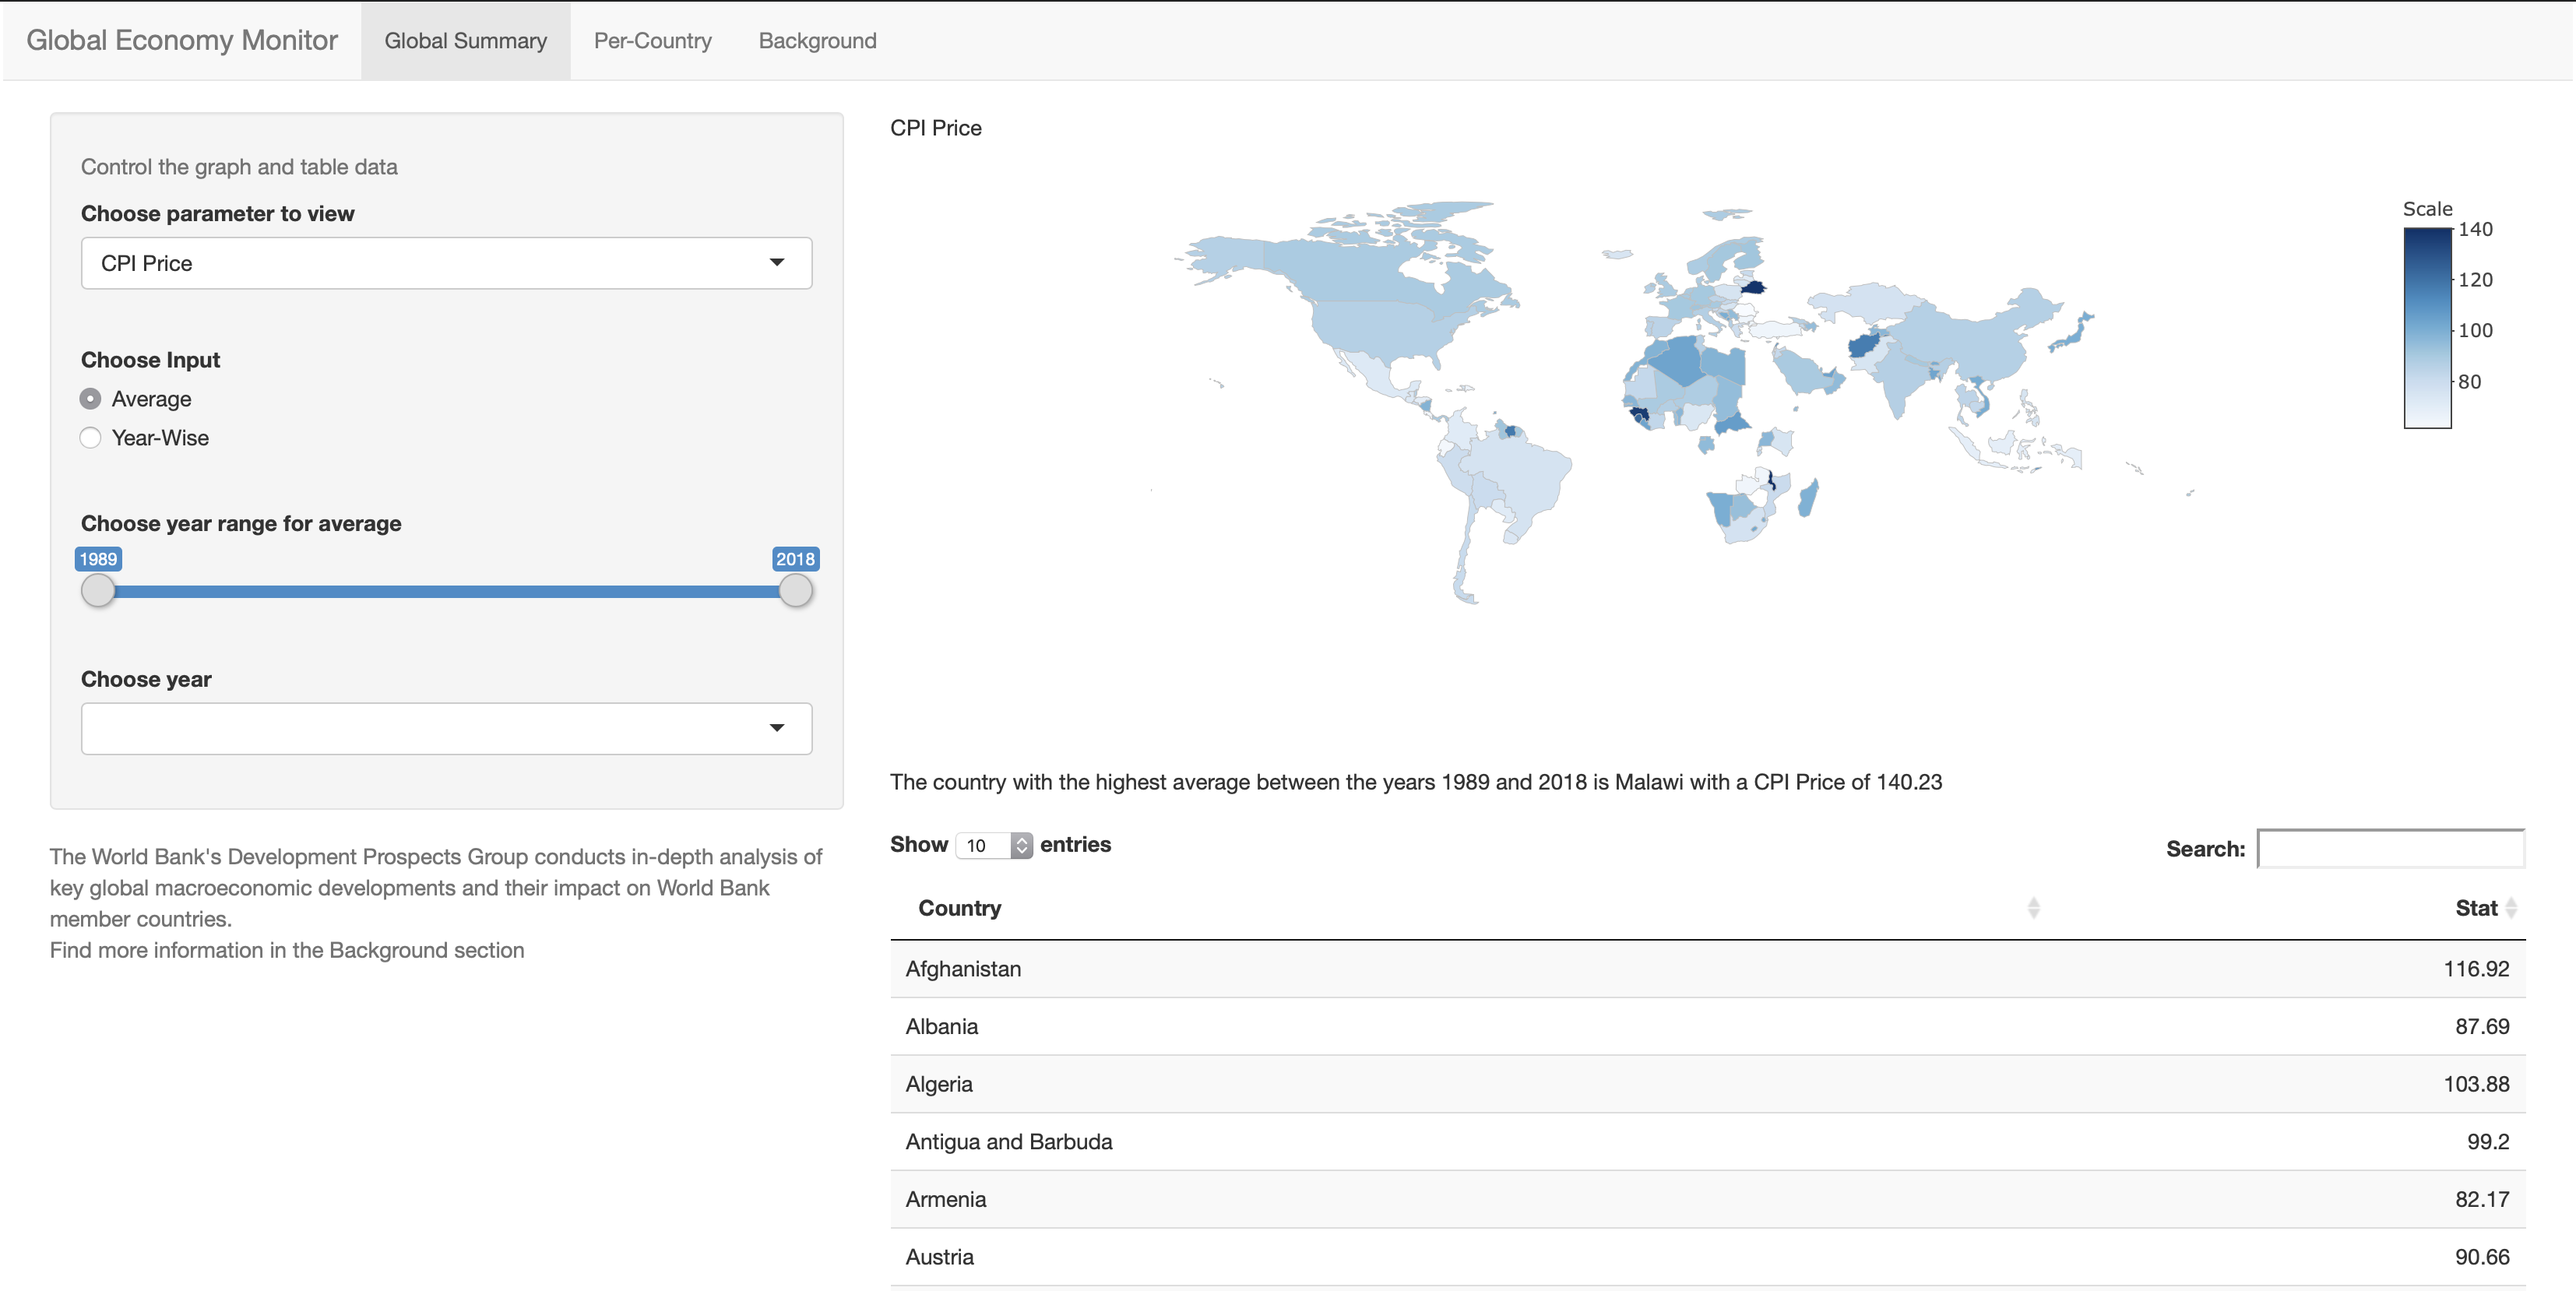 Global Economy Monitor
Global Summary
Per-Country
Background
Control the graph and table data
Choose parameter to view
CPI Price
Choose Input
Average
Year-Wise
Choose year range for average
1989
2018
Choose year
The World Bank's Development Prospects Group conducts in-depth analysis of
key global macroeconomic developments and their impact on World Bank
member countries.
Find more information in the Background section
CPI Price
Scale
140
120
100
80
The country with the highest average between the years 1989 and 2018 is Malawi with a CPI Price of 140.23
Show 10 entries
Search:
Country Stat
Afghanistan 116.92
Albania 87.69
Algeria 103.88
Antigua and Barbuda 99.2
Armenia 82.17
Austria 90.66